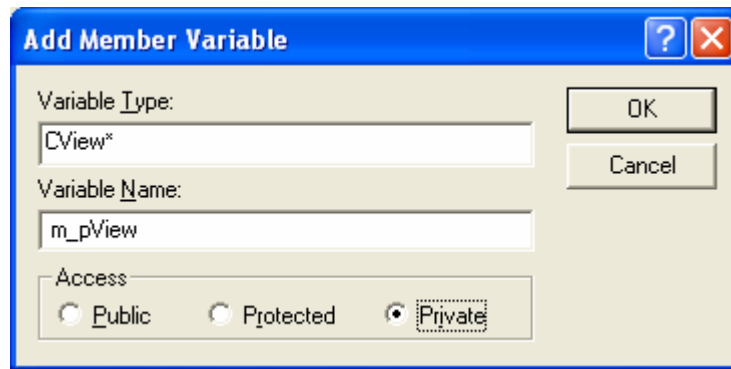 Add Member Variable
Variable Type:
OK
CView*
Cancel
Variable Name:
m_pView
Access
Public Protected Private